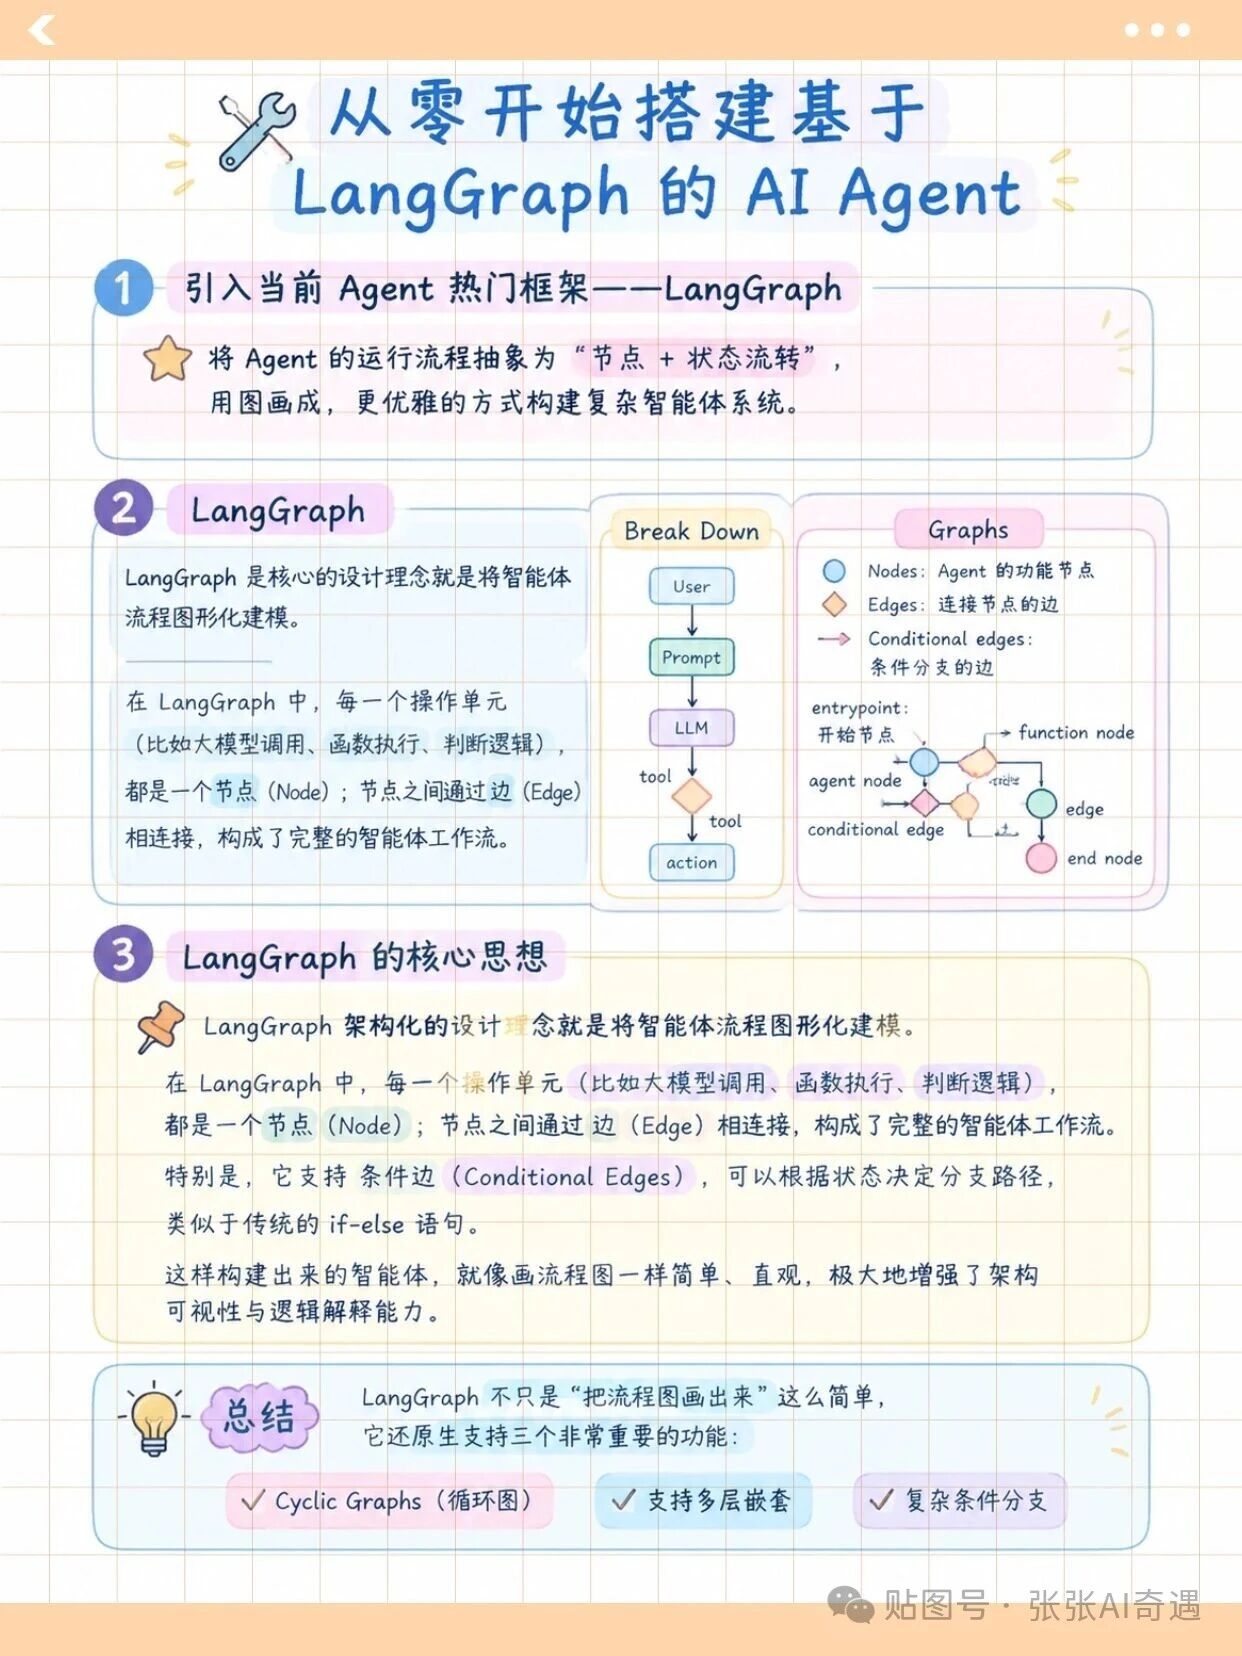 从零开始搭建基于
LangGraph 的 AI Agent
1 引入当前 Agent 热门框架——LangGraph
将 Agent 的运行流程抽象为“节点 + 状态流转”，
用图画成，更优雅的方式构建复杂智能体系统。
2 LangGraph
LangGraph 是核心的设计理念就是将智能体
流程图形化建模。
在 LangGraph 中，每一个操作单元
（比如大模型调用、函数执行、判断逻辑），
都是一个节点（Node）；节点之间通过边（Edge）
相连接，构成了完整的智能体工作流。
Break Down
User
Prompt
LLM
tool
tool
action
Graphs
Nodes：Agent 的功能节点
Edges：连接节点的边
Conditional edges：
条件分支的边
entrypoint：
开始节点
function node
agent node
conditional edge
edge
end node
3 LangGraph 的核心思想
LangGraph 架构化的设计理念就是将智能体流程图形化建模。
在 LangGraph 中，每一个操作单元（比如大模型调用、函数执行、判断逻辑），
都是一个节点（Node）；节点之间通过边（Edge）相连接，构成了完整的智能体工作流。
特别是，它支持 条件边（Conditional Edges），可以根据状态决定分支路径，
类似于传统的 if-else 语句。
这样构建出来的智能体，就像画流程图一样简单、直观，极大地增强了架构
可视性与逻辑解释能力。
总结
LangGraph 不只是“把流程图画出来”这么简单，
它还原生支持三个非常重要的功能：
✓ Cyclic Graphs（循环图）
✓ 支持多层嵌套
✓ 复杂条件分支
贴图号 · 张张AI奇遇